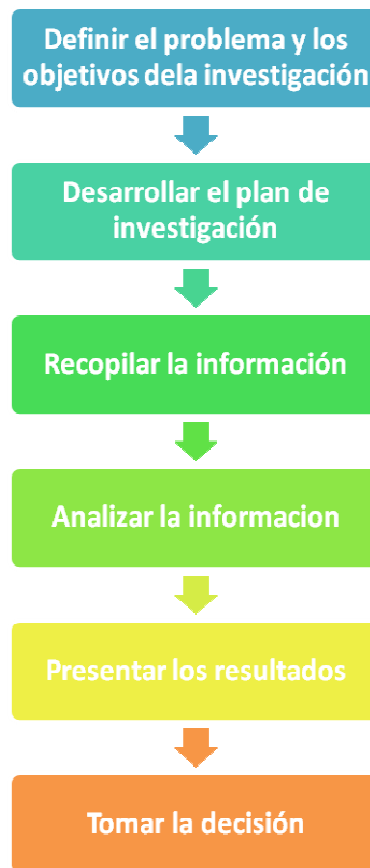 Definir el problema y los
objetivos dela investigación
Desarrollar el plan de
investigación
Recopilar la información
Analizar la informacion
Presentar los resultados
Tomar la decisión